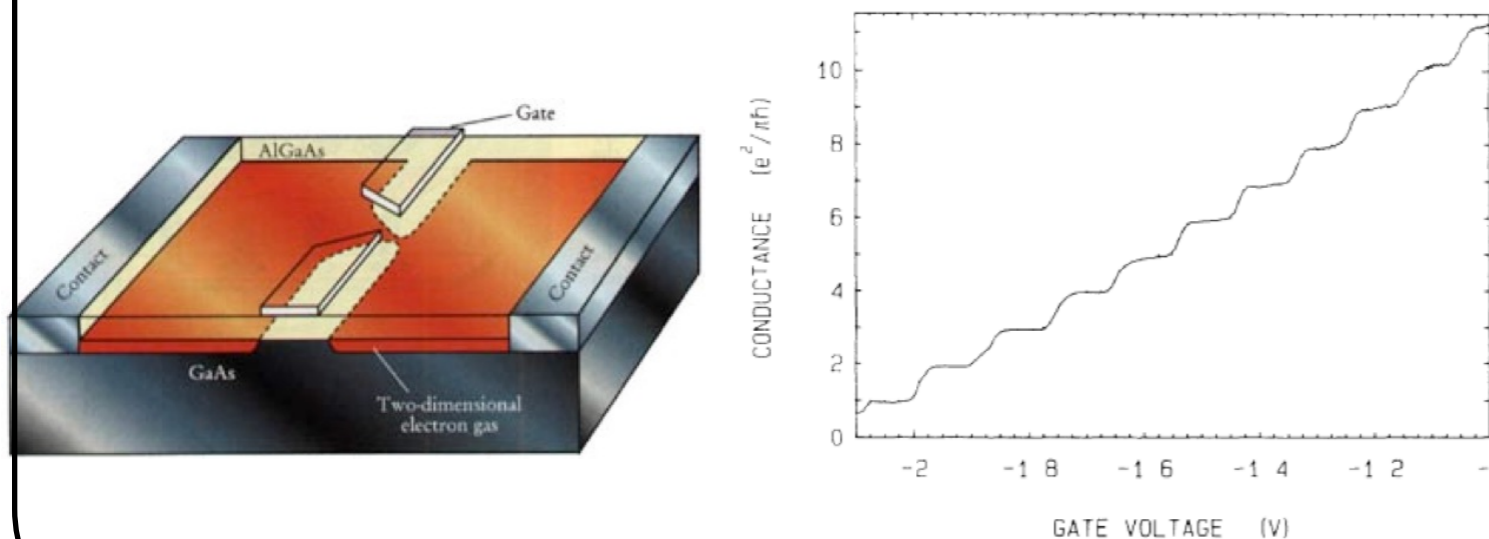 Gate
AlGaAs
Contact
Contact
GaAs
Two-dimensional
electron gas
CONDUCTANCE (e²/πħ)
10
8
6
4
2
0
-2
-1 8
-1 6
-1 4
-1 2
-
GATE VOLTAGE (V)